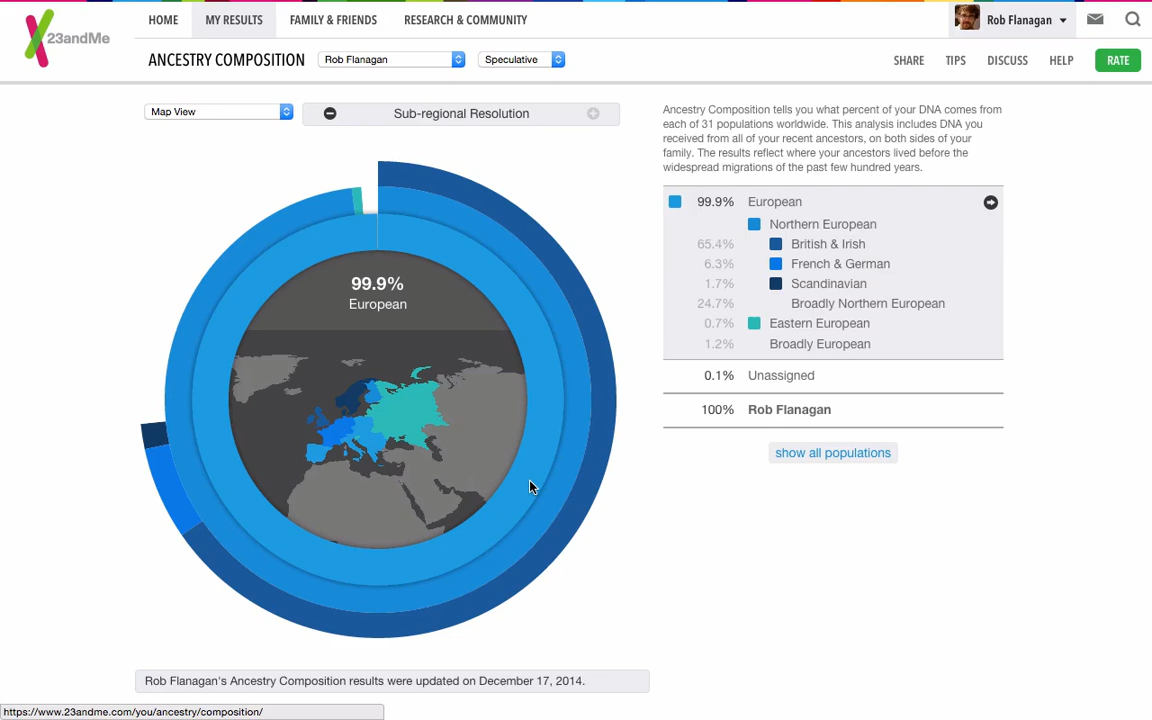 23andMe
HOME MY RESULTS FAMILY & FRIENDS RESEARCH & COMMUNITY Rob Flanagan
ANCESTRY COMPOSITION Rob Flanagan Speculative SHARE TIPS DISCUSS HELP RATE
Map View Sub-regional Resolution
Ancestry Composition tells you what percent of your DNA comes from
each of 31 populations worldwide. This analysis includes DNA you
received from all of your recent ancestors, on both sides of your
family. The results reflect where your ancestors lived before the
widespread migrations of the past few hundred years.
99.9%
European
99.9% European
Northern European
65.4% British & Irish
6.3% French & German
1.7% Scandinavian
24.7% Broadly Northern European
0.7% Eastern European
1.2% Broadly European
0.1% Unassigned
100% Rob Flanagan
show all populations
Rob Flanagan's Ancestry Composition results were updated on December 17, 2014.
https://www.23andme.com/you/ancestry/composition/